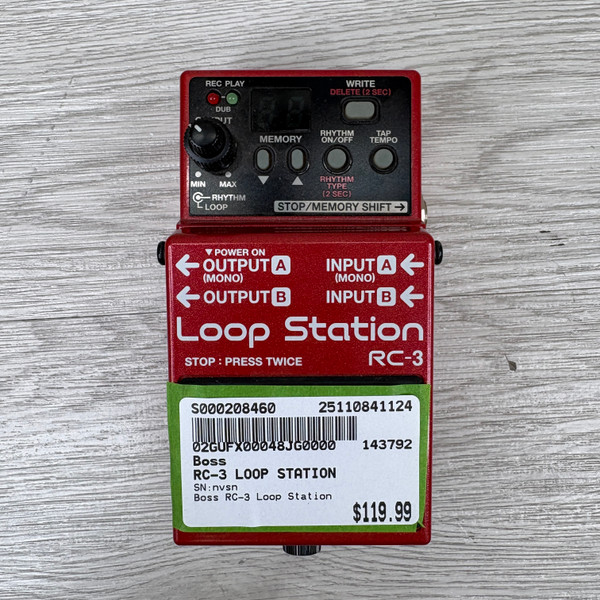 REC PLAY
DUB
OUTPUT
WRITE
DELETE (2 SEC)
MEMORY
RHYTHM
ON/OFF
TAP
TEMPO
▼ ▲
RHYTHM
TYPE
(2 SEC)
MIN MAX
RHYTHM
LOOP
STOP/MEMORY SHIFT→
▼POWER ON
←OUTPUT A
(MONO)
INPUT A←
(MONO)
←OUTPUT B
INPUT B←
Loop Station
STOP : PRESS TWICE
RC-3
S000208460 25110841124
02GUFX00048JG0000 143792
Boss
RC-3 LOOP STATION
SN:nvsn
Boss RC-3 Loop Station
$119.99